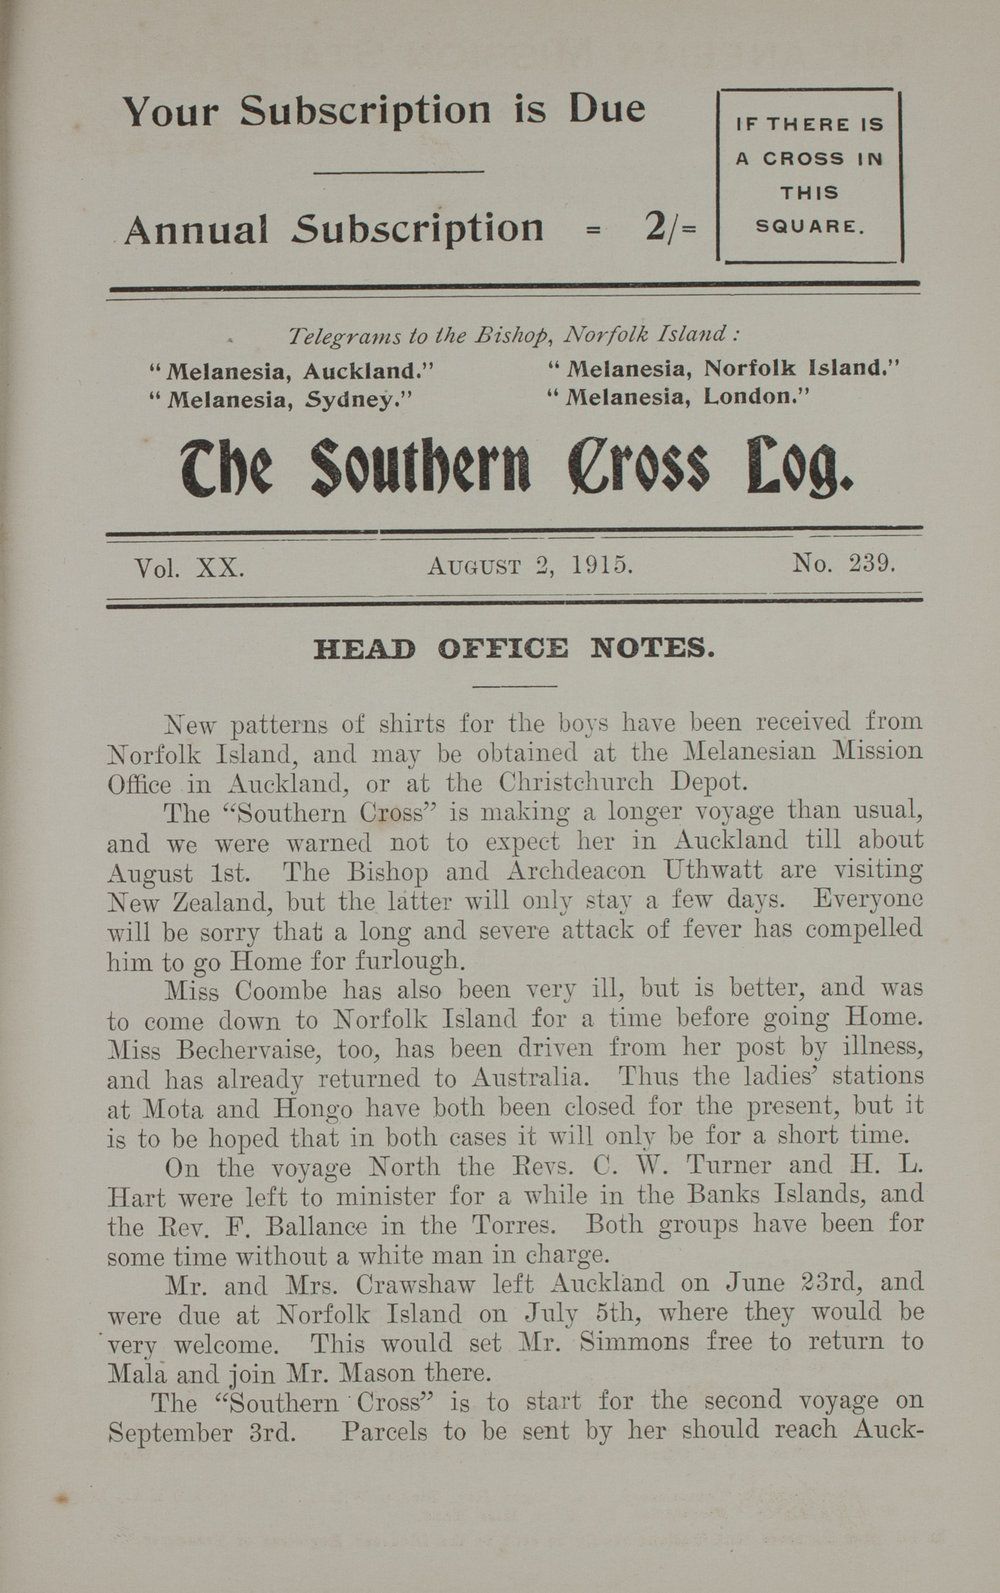 Your Subscription is Due
Annual Subscription = 2/=
IF THERE IS
A CROSS IN
THIS
SQUARE.
Telegrams to the Bishop, Norfolk Island :
"Melanesia, Auckland." "Melanesia, Norfolk Island."
"Melanesia, Sydney." "Melanesia, London."
The Southern Cross Log.
Vol. XX. AUGUST 2, 1915. No. 239.
HEAD OFFICE NOTES.
New patterns of shirts for the boys have been received from
Norfolk Island, and may be obtained at the Melanesian Mission
Office in Auckland, or at the Christchurch Depot.
The "Southern Cross" is making a longer voyage than usual,
and we were warned not to expect her in Auckland till about
August 1st. The Bishop and Archdeacon Uthwatt are visiting
New Zealand, but the latter will only stay a few days. Everyone
will be sorry that a long and severe attack of fever has compelled
him to go Home for furlough.
Miss Coombe has also been very ill, but is better, and was
to come down to Norfolk Island for a time before going Home.
Miss Bechervaise, too, has been driven from her post by illness,
and has already returned to Australia. Thus the ladies' stations
at Mota and Hongo have both been closed for the present, but it
is to be hoped that in both cases it will only be for a short time.
On the voyage North the Revs. C. W. Turner and H. L.
Hart were left to minister for a while in the Banks Islands, and
the Rev. F. Ballance in the Torres. Both groups have been for
some time without a white man in charge.
Mr. and Mrs. Crawshaw left Auckland on June 23rd, and
were due at Norfolk Island on July 5th, where they would be
very welcome. This would set Mr. Simmons free to return to
Mala and join Mr. Mason there.
The "Southern Cross" is to start for the second voyage on
September 3rd. Parcels to be sent by her should reach Auck-